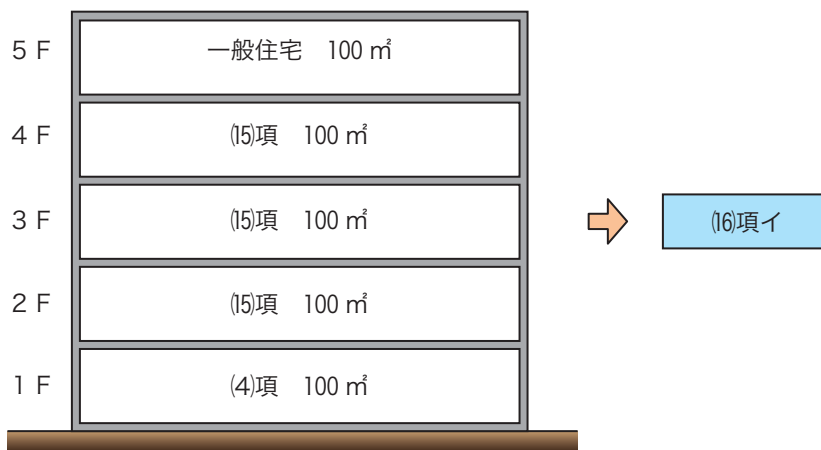 5 F 一般住宅 100 ㎡
4 F ⒂項 100 ㎡
3 F ⒂項 100 ㎡
⒃項イ
2 F ⒂項 100 ㎡
1 F ⑷項 100 ㎡